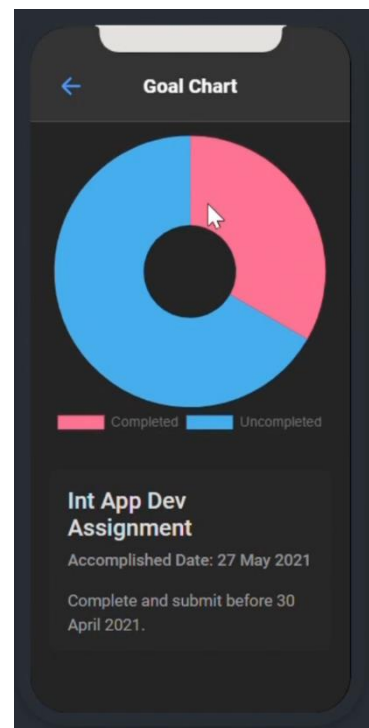 Goal Chart
Completed Uncompleted
Int App Dev
Assignment
Accomplished Date: 27 May 2021
Complete and submit before 30
April 2021.